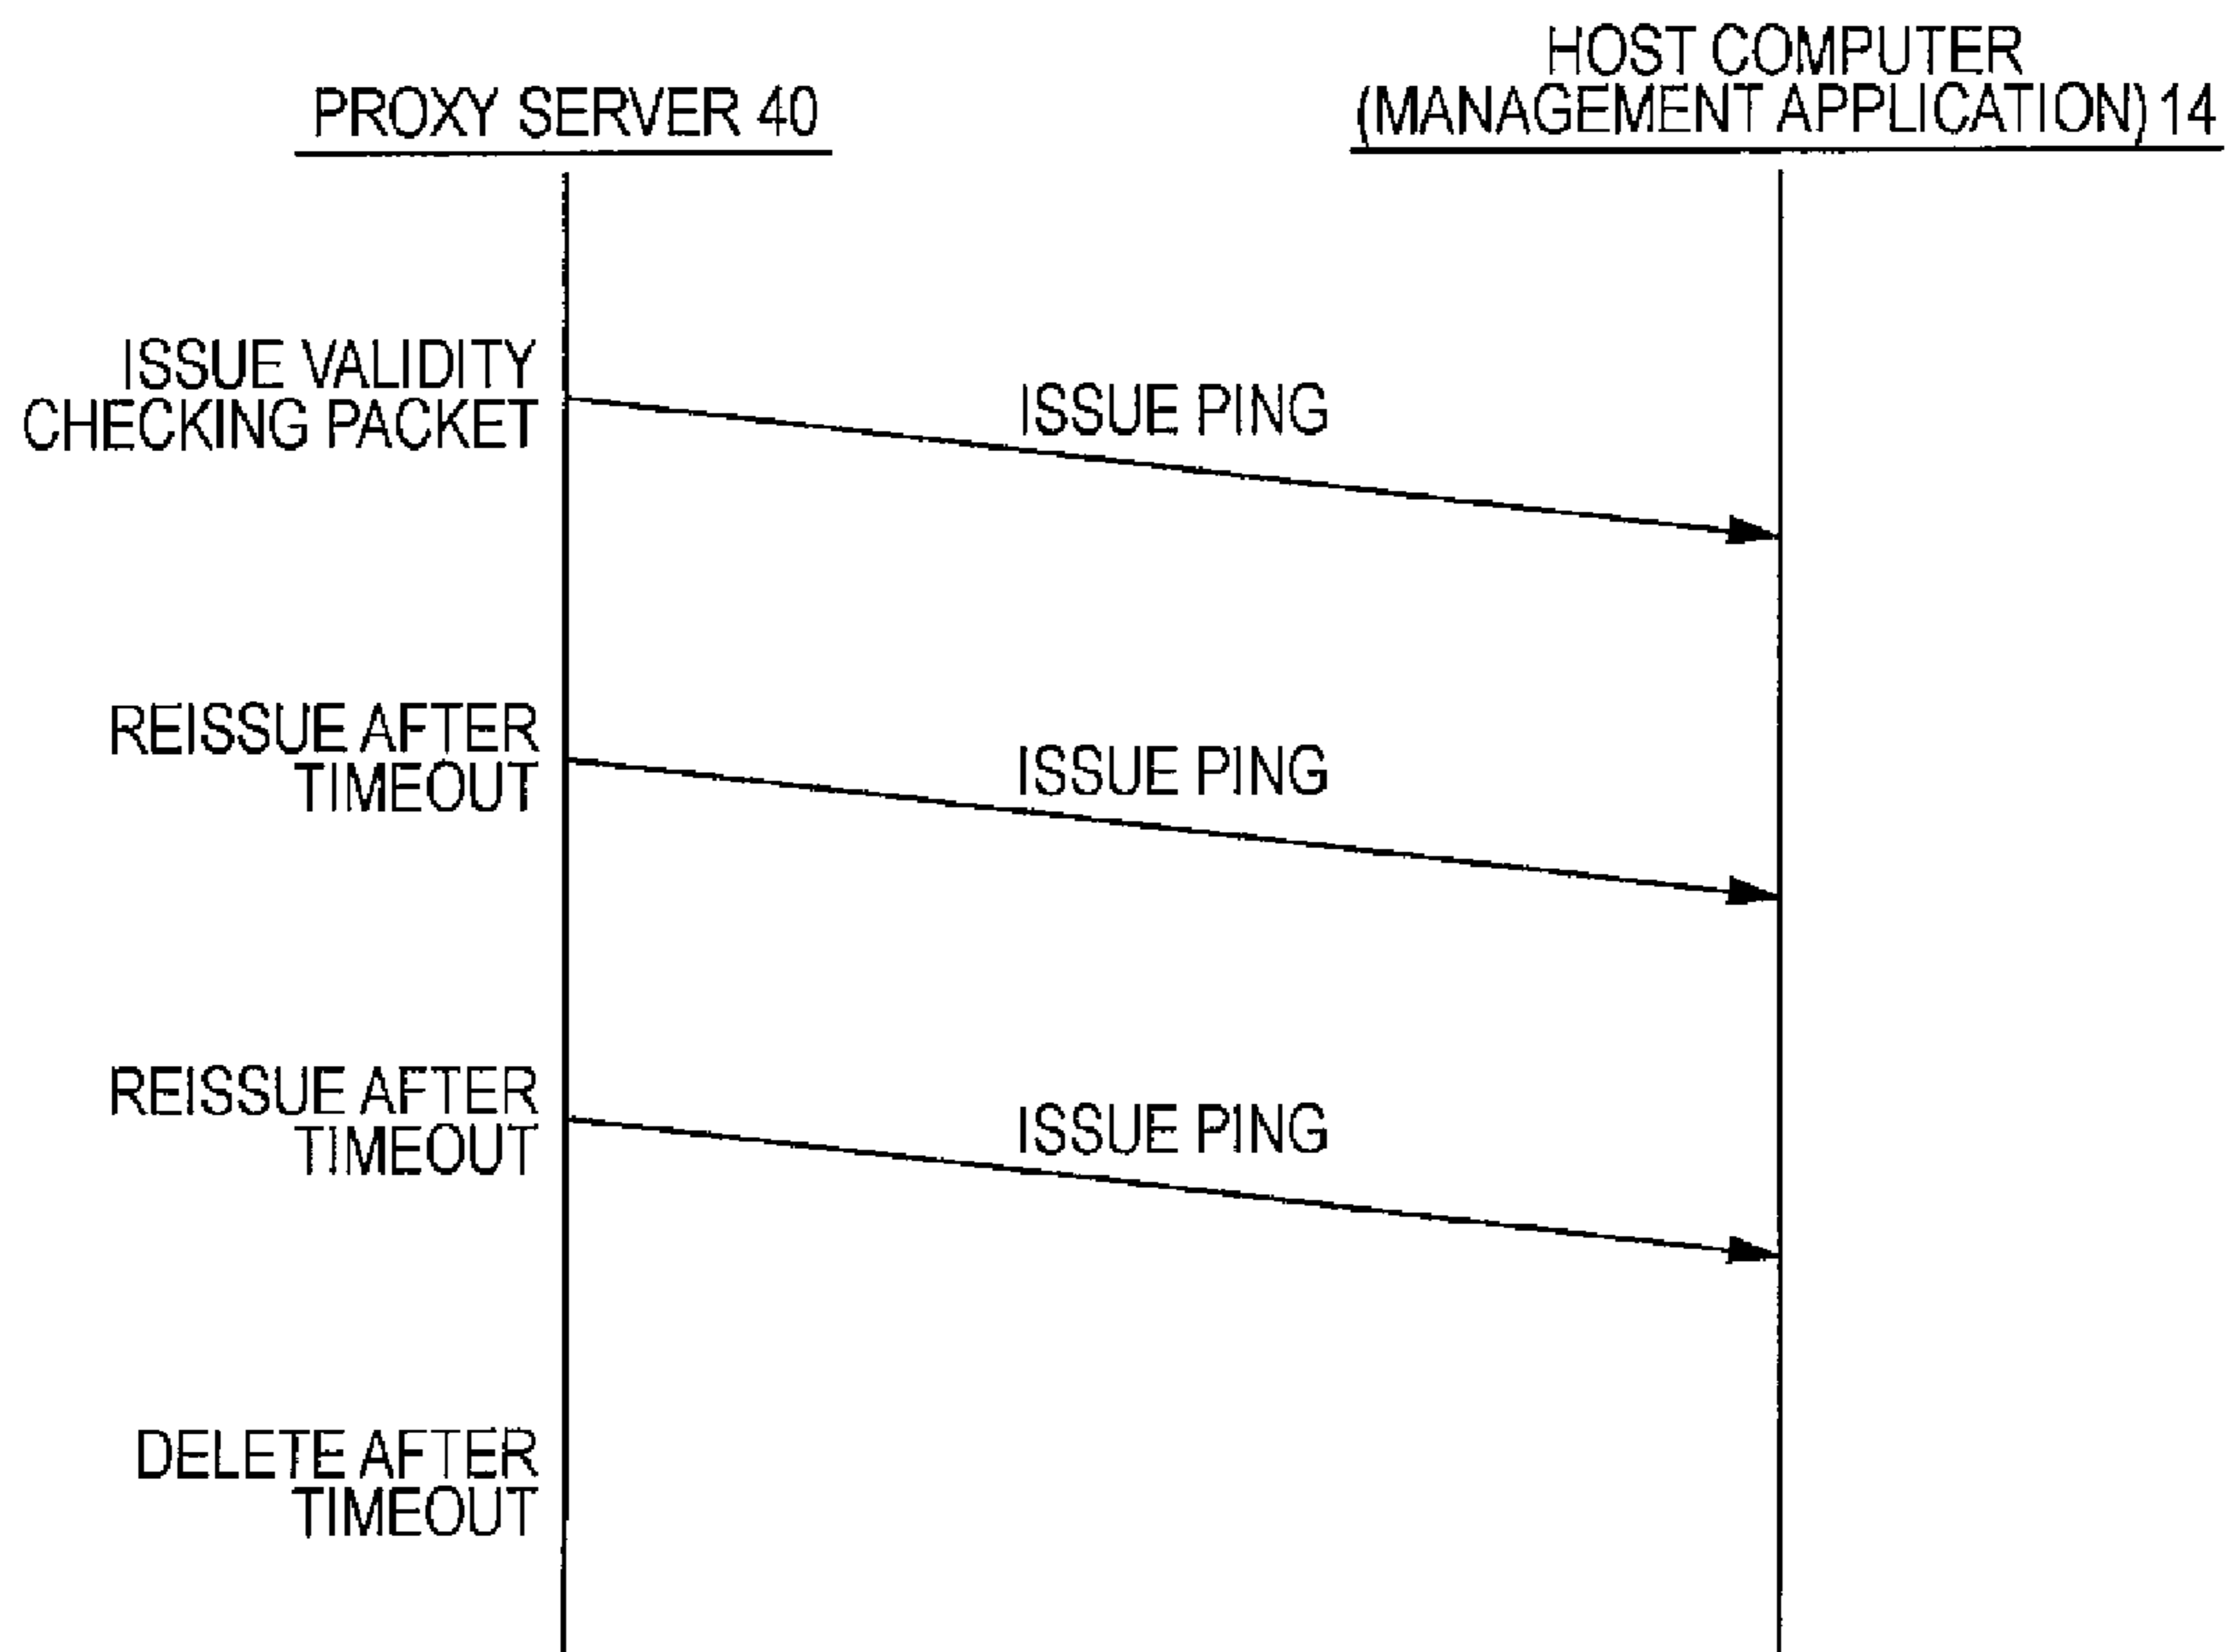 HOST COMPUTER
PROXY SERVER 40
(MANAGEMENT APPLICATION) 14
ISSUE VALIDITY
CHECKING PACKET
ISSUE PING
REISSUE AFTER
TIMEOUT
ISSUE PING
REISSUE AFTER
TIMEOUT
ISSUE PING
DELETE AFTER
TIMEOUT